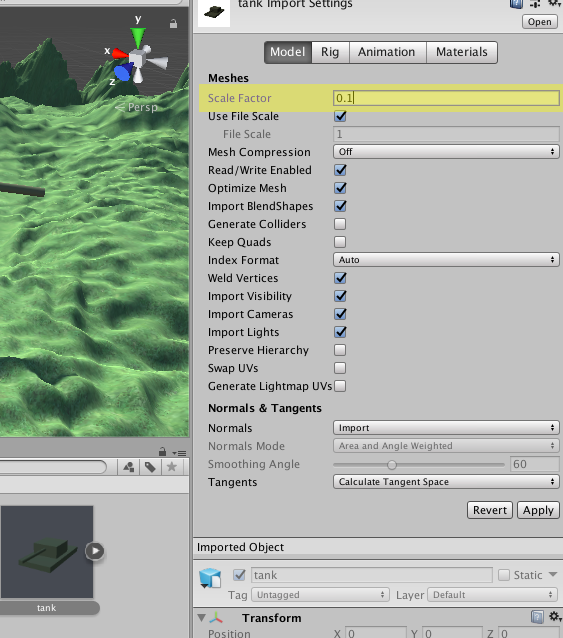 tank Import Settings
Open
Model Rig Animation Materials
Meshes
Scale Factor 0.1
Use File Scale
File Scale 1
Mesh Compression Off
Read/Write Enabled
Optimize Mesh
Import BlendShapes
Generate Colliders
Keep Quads
Index Format Auto
Weld Vertices
Import Visibility
Import Cameras
Import Lights
Preserve Hierarchy
Swap UVs
Generate Lightmap UVs
Normals & Tangents
Normals Import
Normals Mode Area and Angle Weighted
Smoothing Angle 60
Tangents Calculate Tangent Space
Revert Apply
Imported Object
tank Static
Tag Untagged Layer Default
Transform
Position X 0 Y 0 Z 0
y
x
z
< Persp
tank